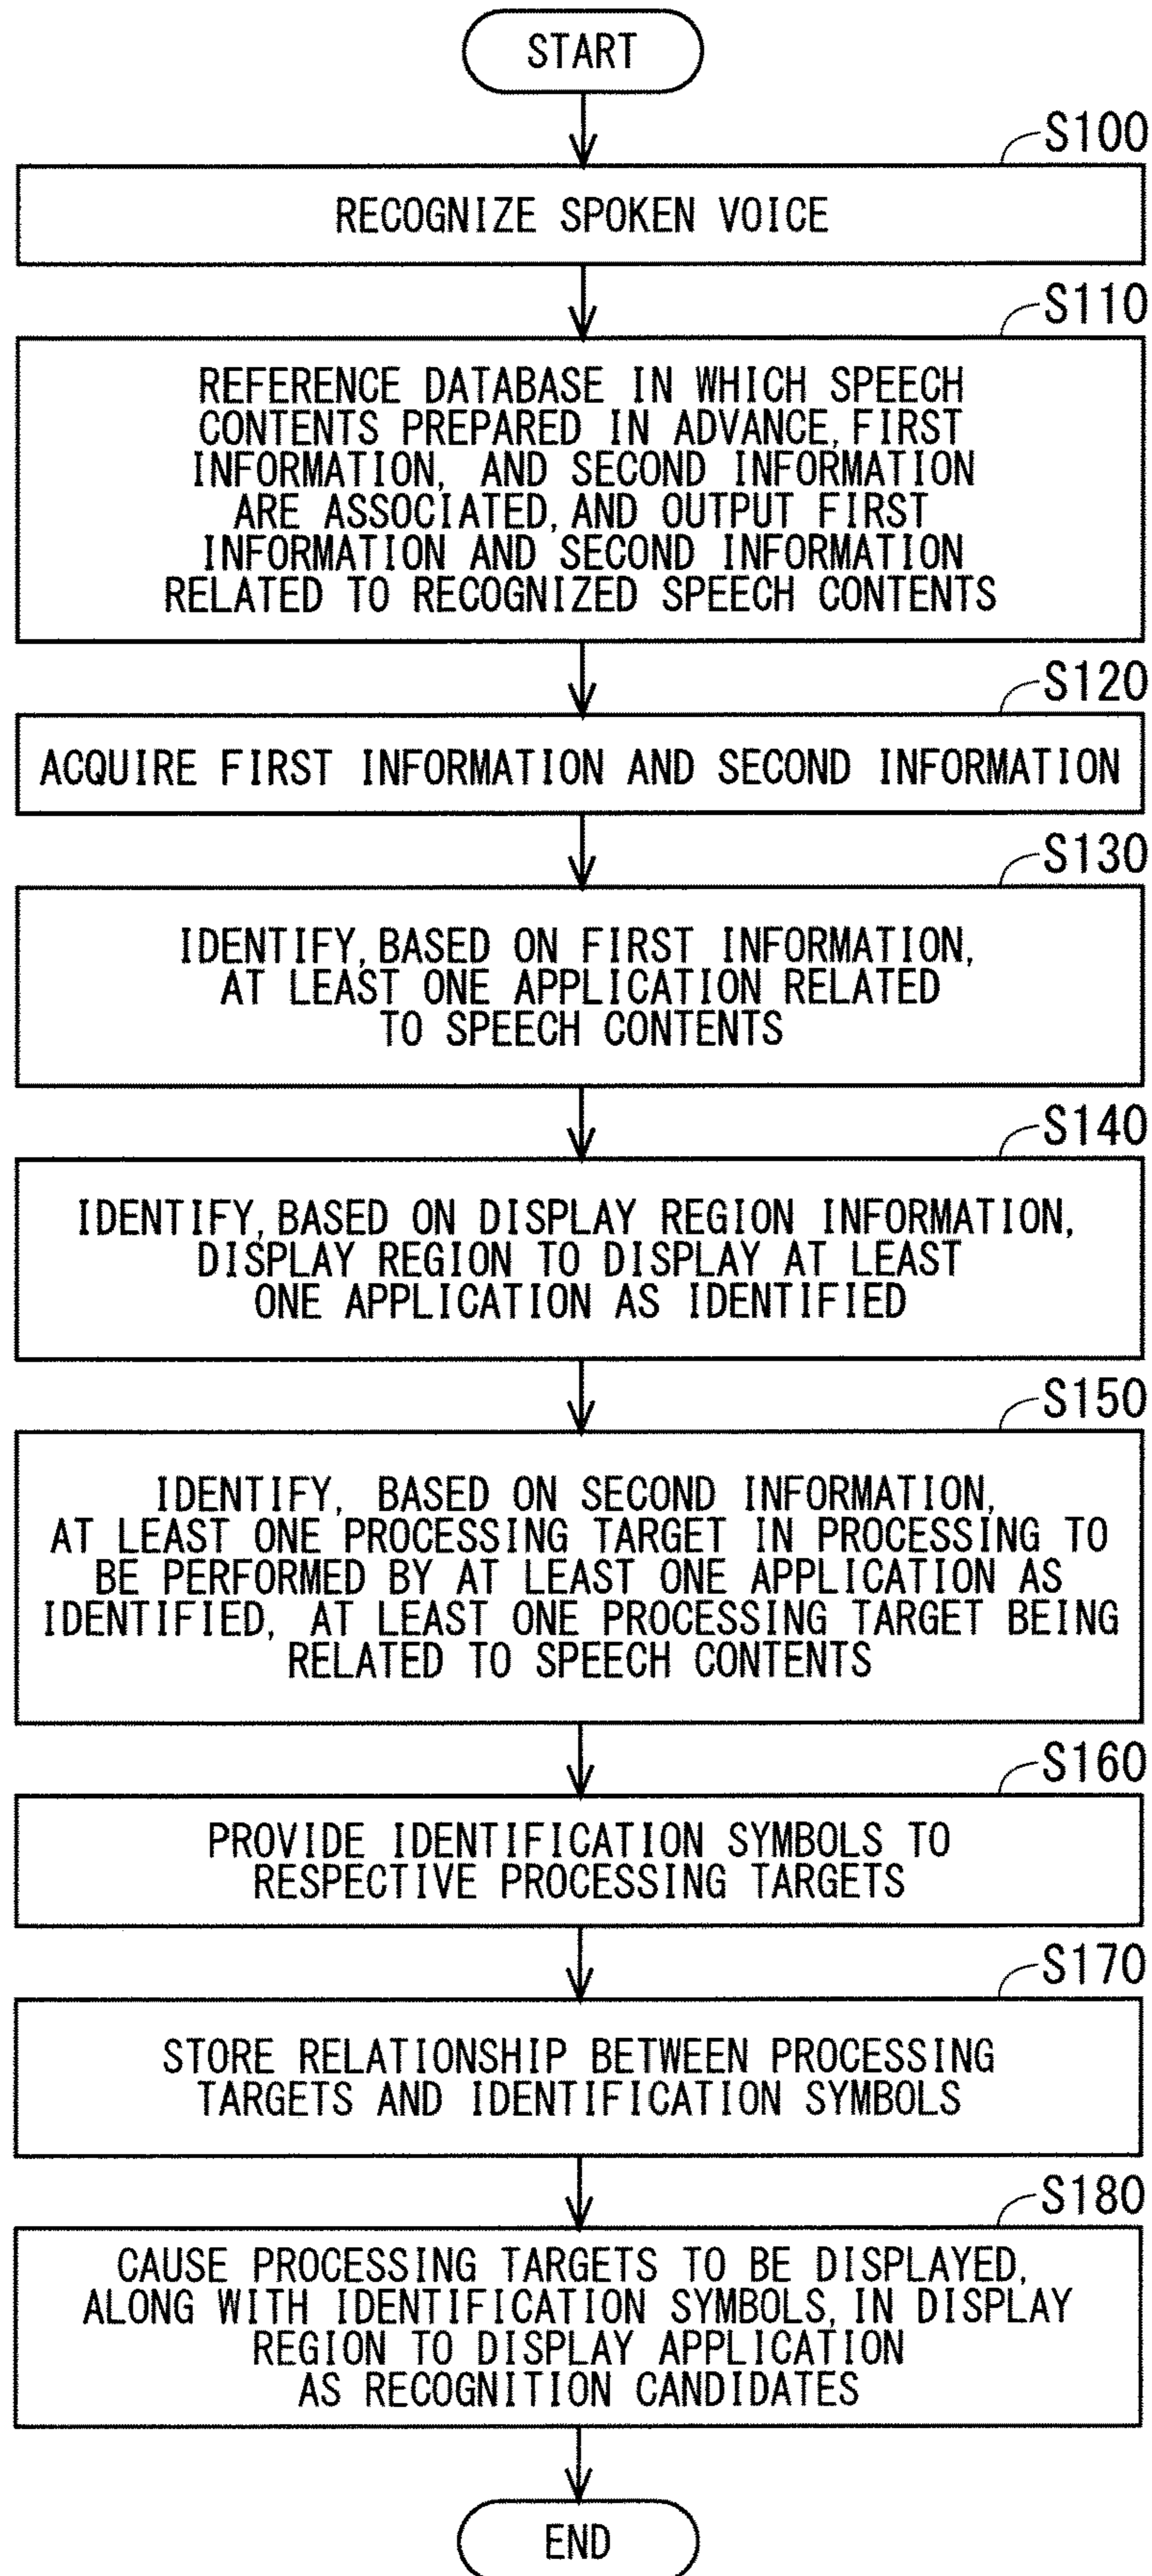 START
S100
RECOGNIZE SPOKEN VOICE
S110
REFERENCE DATABASE IN WHICH SPEECH
CONTENTS PREPARED IN ADVANCE, FIRST
INFORMATION, AND SECOND INFORMATION
ARE ASSOCIATED, AND OUTPUT FIRST
INFORMATION AND SECOND INFORMATION
RELATED TO RECOGNIZED SPEECH CONTENTS
S120
ACQUIRE FIRST INFORMATION AND SECOND INFORMATION
S130
IDENTIFY, BASED ON FIRST INFORMATION,
AT LEAST ONE APPLICATION RELATED
TO SPEECH CONTENTS
S140
IDENTIFY, BASED ON DISPLAY REGION INFORMATION,
DISPLAY REGION TO DISPLAY AT LEAST
ONE APPLICATION AS IDENTIFIED
S150
IDENTIFY, BASED ON SECOND INFORMATION,
AT LEAST ONE PROCESSING TARGET IN PROCESSING TO
BE PERFORMED BY AT LEAST ONE APPLICATION AS
IDENTIFIED, AT LEAST ONE PROCESSING TARGET BEING
RELATED TO SPEECH CONTENTS
S160
PROVIDE IDENTIFICATION SYMBOLS TO
RESPECTIVE PROCESSING TARGETS
S170
STORE RELATIONSHIP BETWEEN PROCESSING
TARGETS AND IDENTIFICATION SYMBOLS
S180
CAUSE PROCESSING TARGETS TO BE DISPLAYED,
ALONG WITH IDENTIFICATION SYMBOLS, IN DISPLAY
REGION TO DISPLAY APPLICATION
AS RECOGNITION CANDIDATES
END